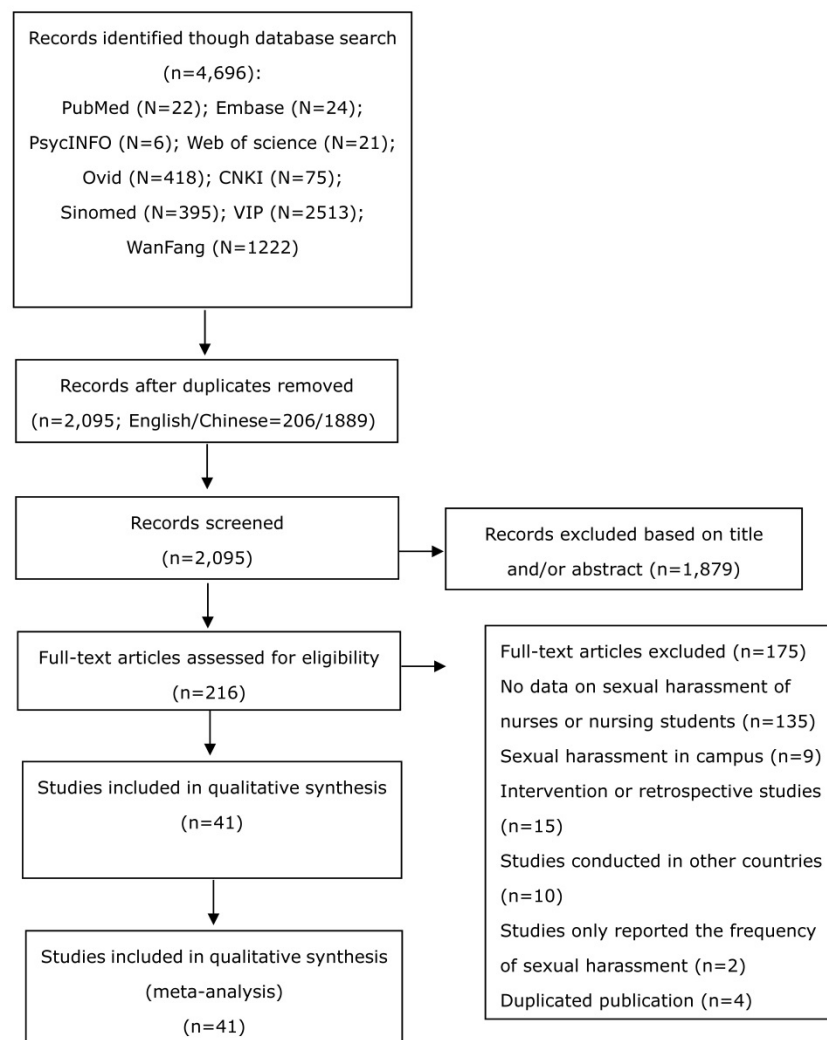 Records identified though database search
(n=4,696):
PubMed (N=22); Embase (N=24);
PsycINFO (N=6); Web of science (N=21);
Ovid (N=418); CNKI (N=75);
Sinomed (N=395); VIP (N=2513);
WanFang (N=1222)
Records after duplicates removed
(n=2,095; English/Chinese=206/1889)
Records screened
(n=2,095)
Records excluded based on title
and/or abstract (n=1,879)
Full-text articles assessed for eligibility
(n=216)
Full-text articles excluded (n=175)
No data on sexual harassment of
nurses or nursing students (n=135)
Sexual harassment in campus (n=9)
Intervention or retrospective studies
(n=15)
Studies conducted in other countries
(n=10)
Studies only reported the frequency
of sexual harassment (n=2)
Duplicated publication (n=4)
Studies included in qualitative synthesis
(n=41)
Studies included in qualitative synthesis
(meta-analysis)
(n=41)